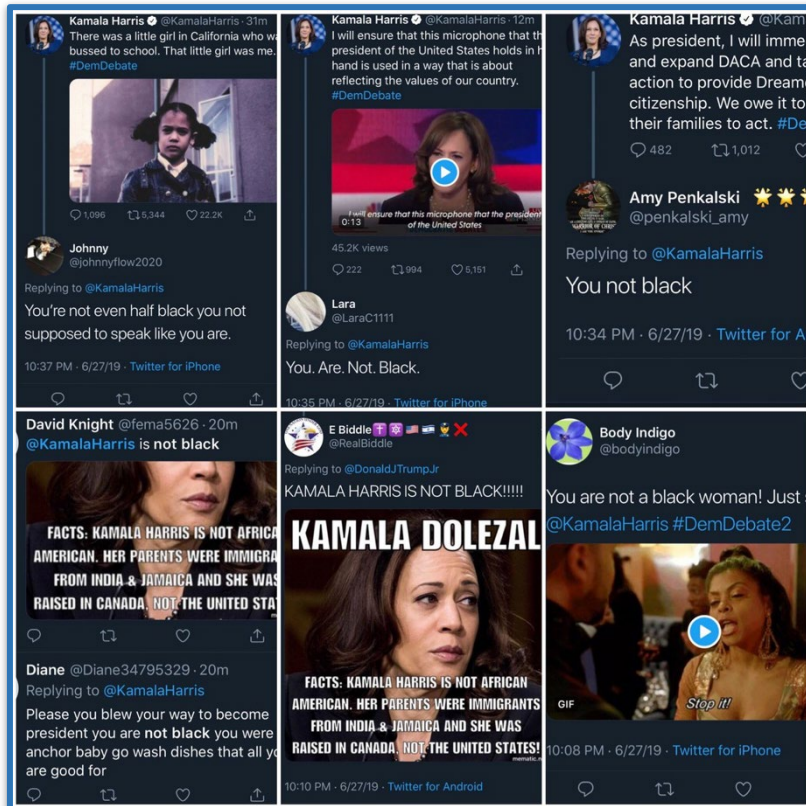 Kamala Harris @KamalaHarris · 31m
There was a little girl in California who
bussed to school. That little girl was me.
#DemDebate
1,096 5,344 22.2K
Johnny
@johnnyflow2020
Replying to @KamalaHarris
You're not even half black you not
supposed to speak like you are.
10:37 PM · 6/27/19 · Twitter for iPhone
Kamala Harris @KamalaHarris · 12m
I will ensure that this microphone that
president of the United States holds in
hand is used in a way that is about
reflecting the values of our country.
#DemDebate
I will ensure that this microphone that the president
0:13 of the United States
45.2K views
222 994 5,151
Lara
@LaraC1111
Replying to @KamalaHarris
You. Are. Not. Black.
10:35 PM · 6/27/19 · Twitter for iPhone
Kamala Harris
As president, I will
and expand DACA and
action to provide
citizenship. We owe it to
their families to act.
482 1,012
Amy Penkalski
@penkalski_amy
Replying to @KamalaHarris
You not black
10:34 PM · 6/27/19 · Twitter for
David Knight @fema5626 · 20m
@KamalaHarris is not black
FACTS: KAMALA HARRIS IS NOT
AMERICAN. HER PARENTS WERE
FROM INDIA & JAMAICA AND SHE WAS
RAISED IN CANADA, NOT THE UNITED
Diane @Diane34795329 · 20m
Replying to @KamalaHarris
Please you blew your way to become
president you are not black you were
anchor baby go wash dishes that all
are good for
E Biddle
@RealBiddle
Replying to @DonaldJTrumpJr
KAMALA HARRIS IS NOT BLACK!!!!!
KAMALA DOLEZAL
FACTS: KAMALA HARRIS IS NOT AFRICAN
AMERICAN. HER PARENTS WERE IMMIGRANTS
FROM INDIA & JAMAICA AND SHE WAS
RAISED IN CANADA, NOT THE UNITED STATES!
10:10 PM · 6/27/19 · Twitter for Android
Body Indigo
@bodyindigo
You are not a black woman! Just
@KamalaHarris #DemDebate2
GIF Stop it!
10:08 PM · 6/27/19 · Twitter for iPhone